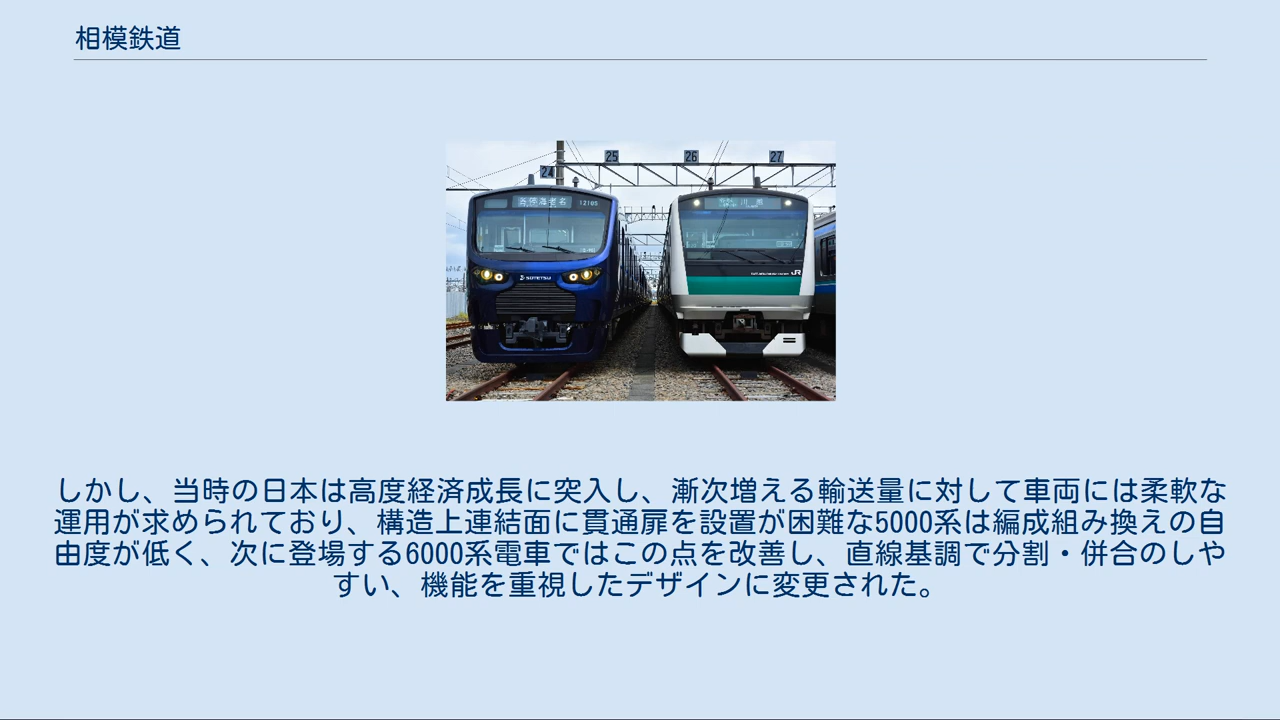 相模鉄道
24
25
26
27
12105
SOTETSU
JR
しかし、当時の日本は高度経済成長に突入し、漸次増える輸送量に対して車両には柔軟な
運用が求められており、構造上連結面に貫通扉を設置が困難な5000系は編成組み換えの自
由度が低く、次に登場する6000系電車ではこの点を改善し、直線基調で分割・併合のしや
すい、機能を重視したデザインに変更された。